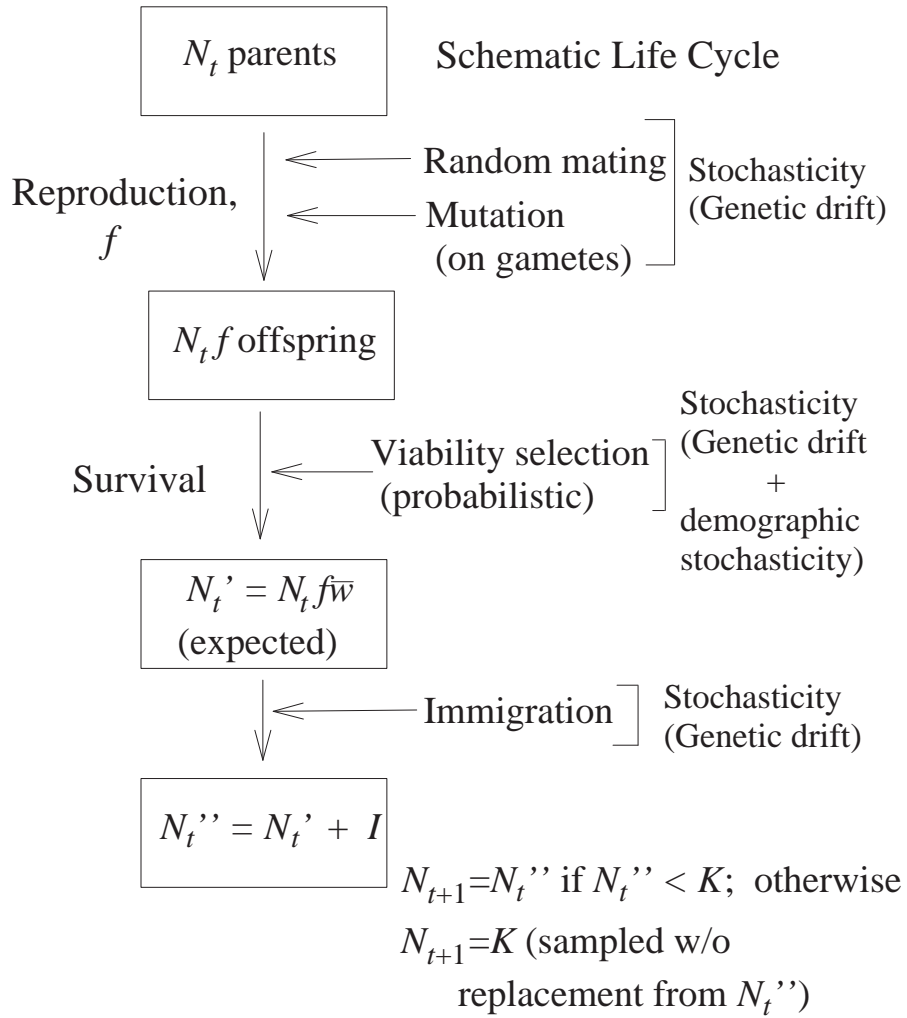 N_t parents
Schematic Life Cycle
Reproduction,
f
Random mating
Mutation
(on gametes)
Stochasticity
(Genetic drift)
N_t f offspring
Survival
Viability selection
(probabilistic)
Stochasticity
(Genetic drift
+
demographic
stochasticity)
N_t’ = N_t f w̅
(expected)
Immigration
Stochasticity
(Genetic drift)
N_t’’ = N_t’ + I
N_{t+1}=N_t’’ if N_t’’ < K; otherwise
N_{t+1}=K (sampled w/o
replacement from N_t’’)